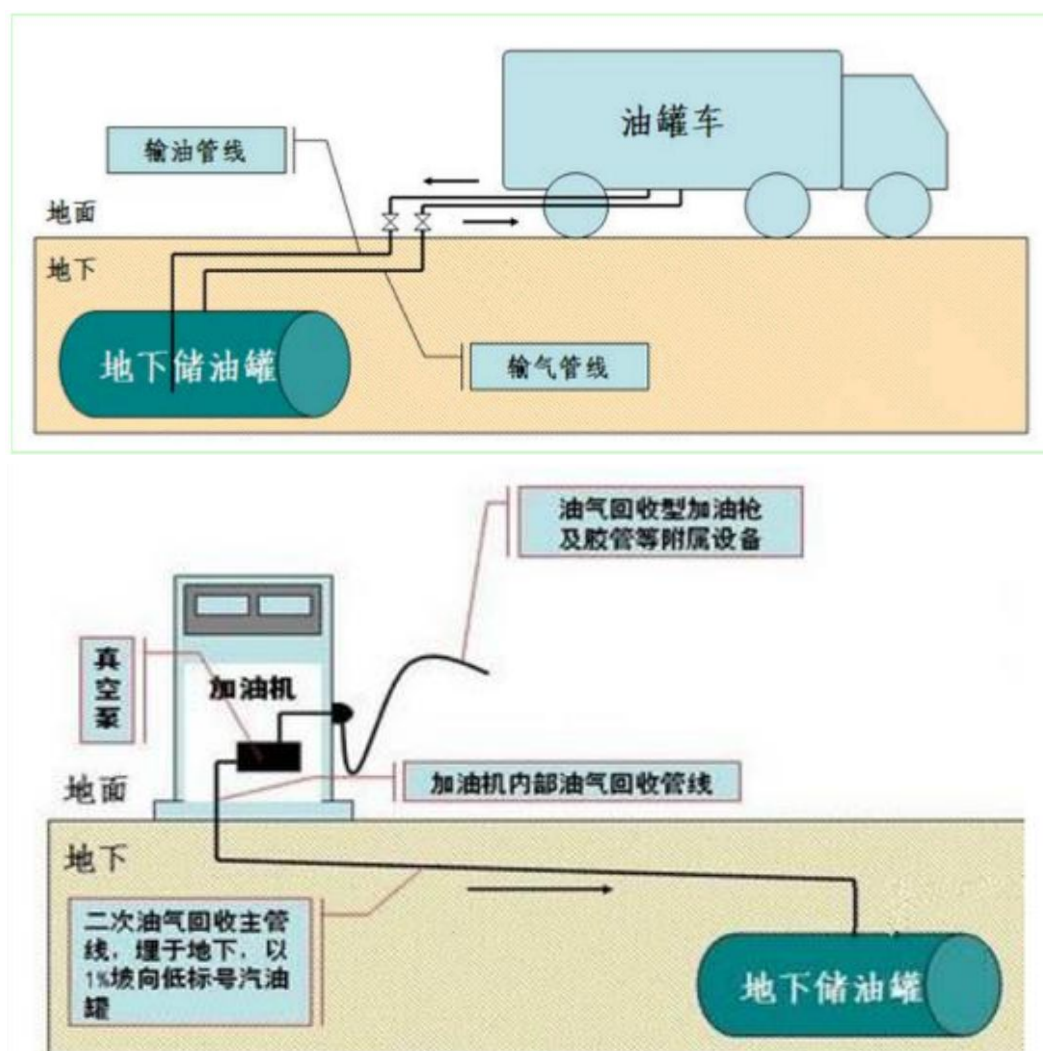 油罐车
输油管线
地面
地下
地下储油罐
输气管线
油气回收型加油枪
及胶管等附属设备
真
空
泵
加油机
加油机内部油气回收管线
地面
地下
二次油气回收主管
线，埋于地下，以
1%坡向低标号汽油
罐
地下储油罐